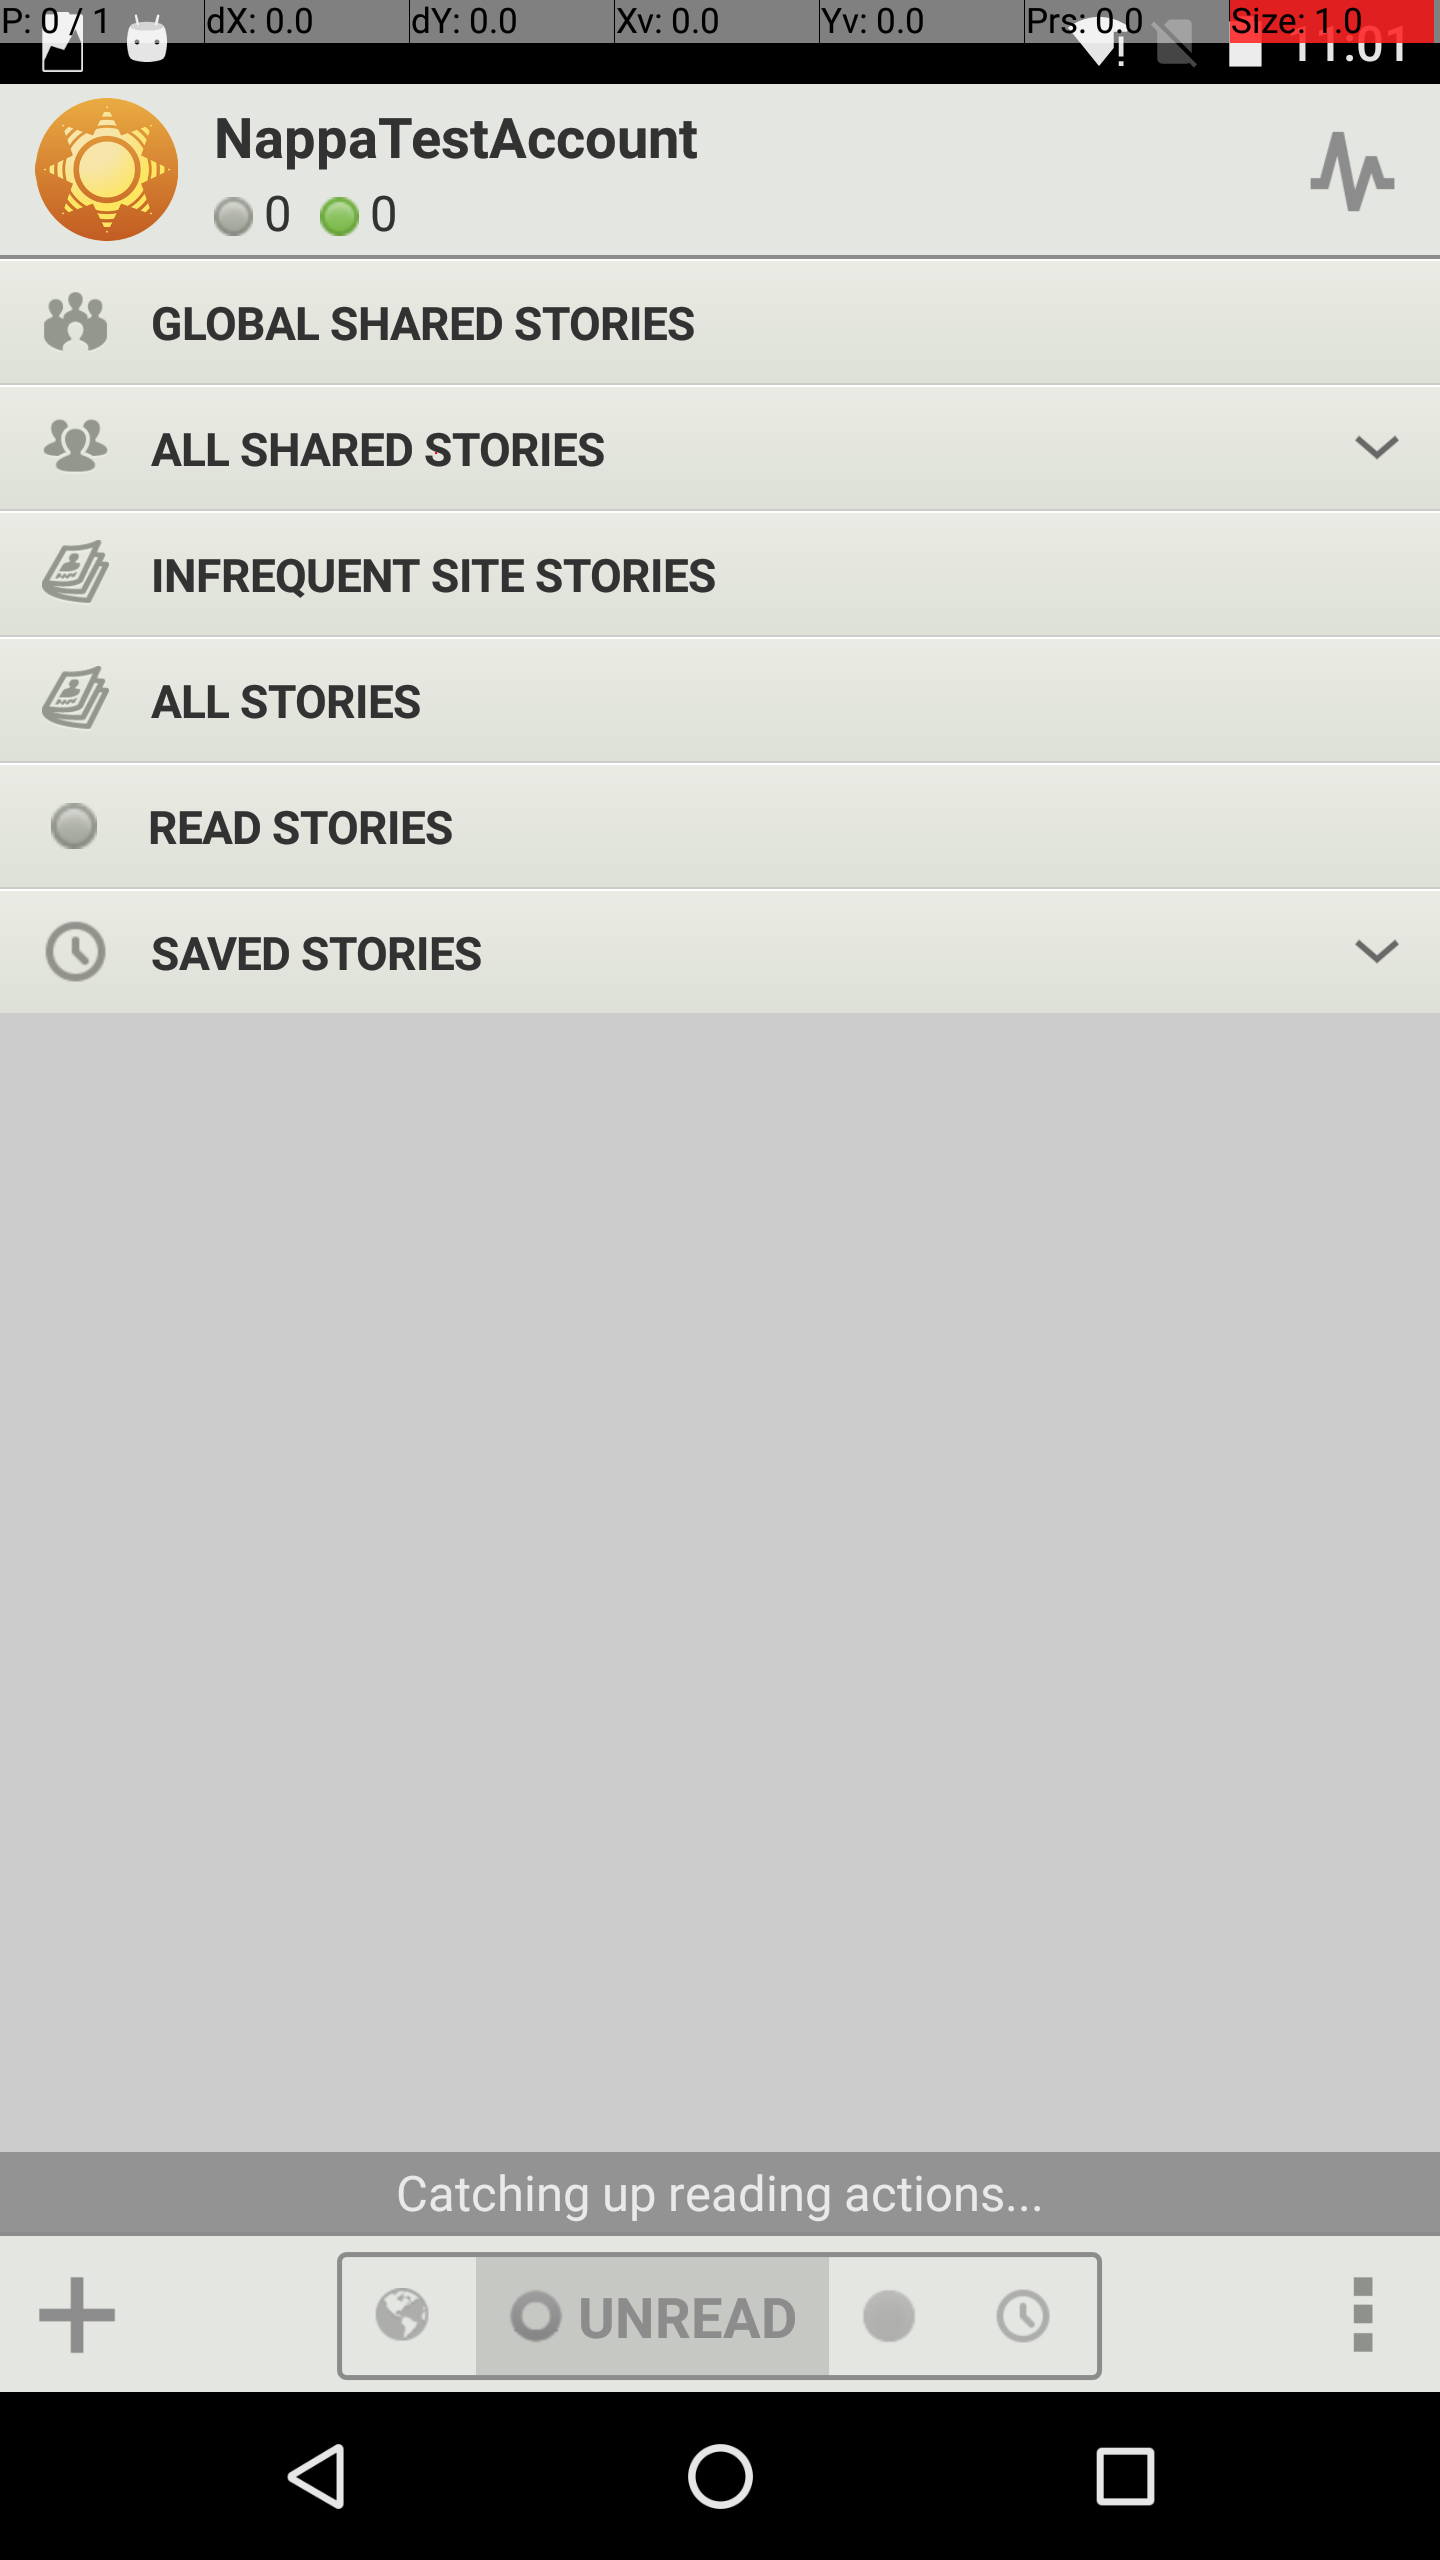 P: 0 / 1 dX: 0.0 dY: 0.0 Xv: 0.0 Yv: 0.0 Prs: 0.0 Size: 1.0
11:01
NappaTestAccount
0 0
GLOBAL SHARED STORIES
ALL SHARED STORIES
INFREQUENT SITE STORIES
ALL STORIES
READ STORIES
SAVED STORIES
Catching up reading actions...
UNREAD